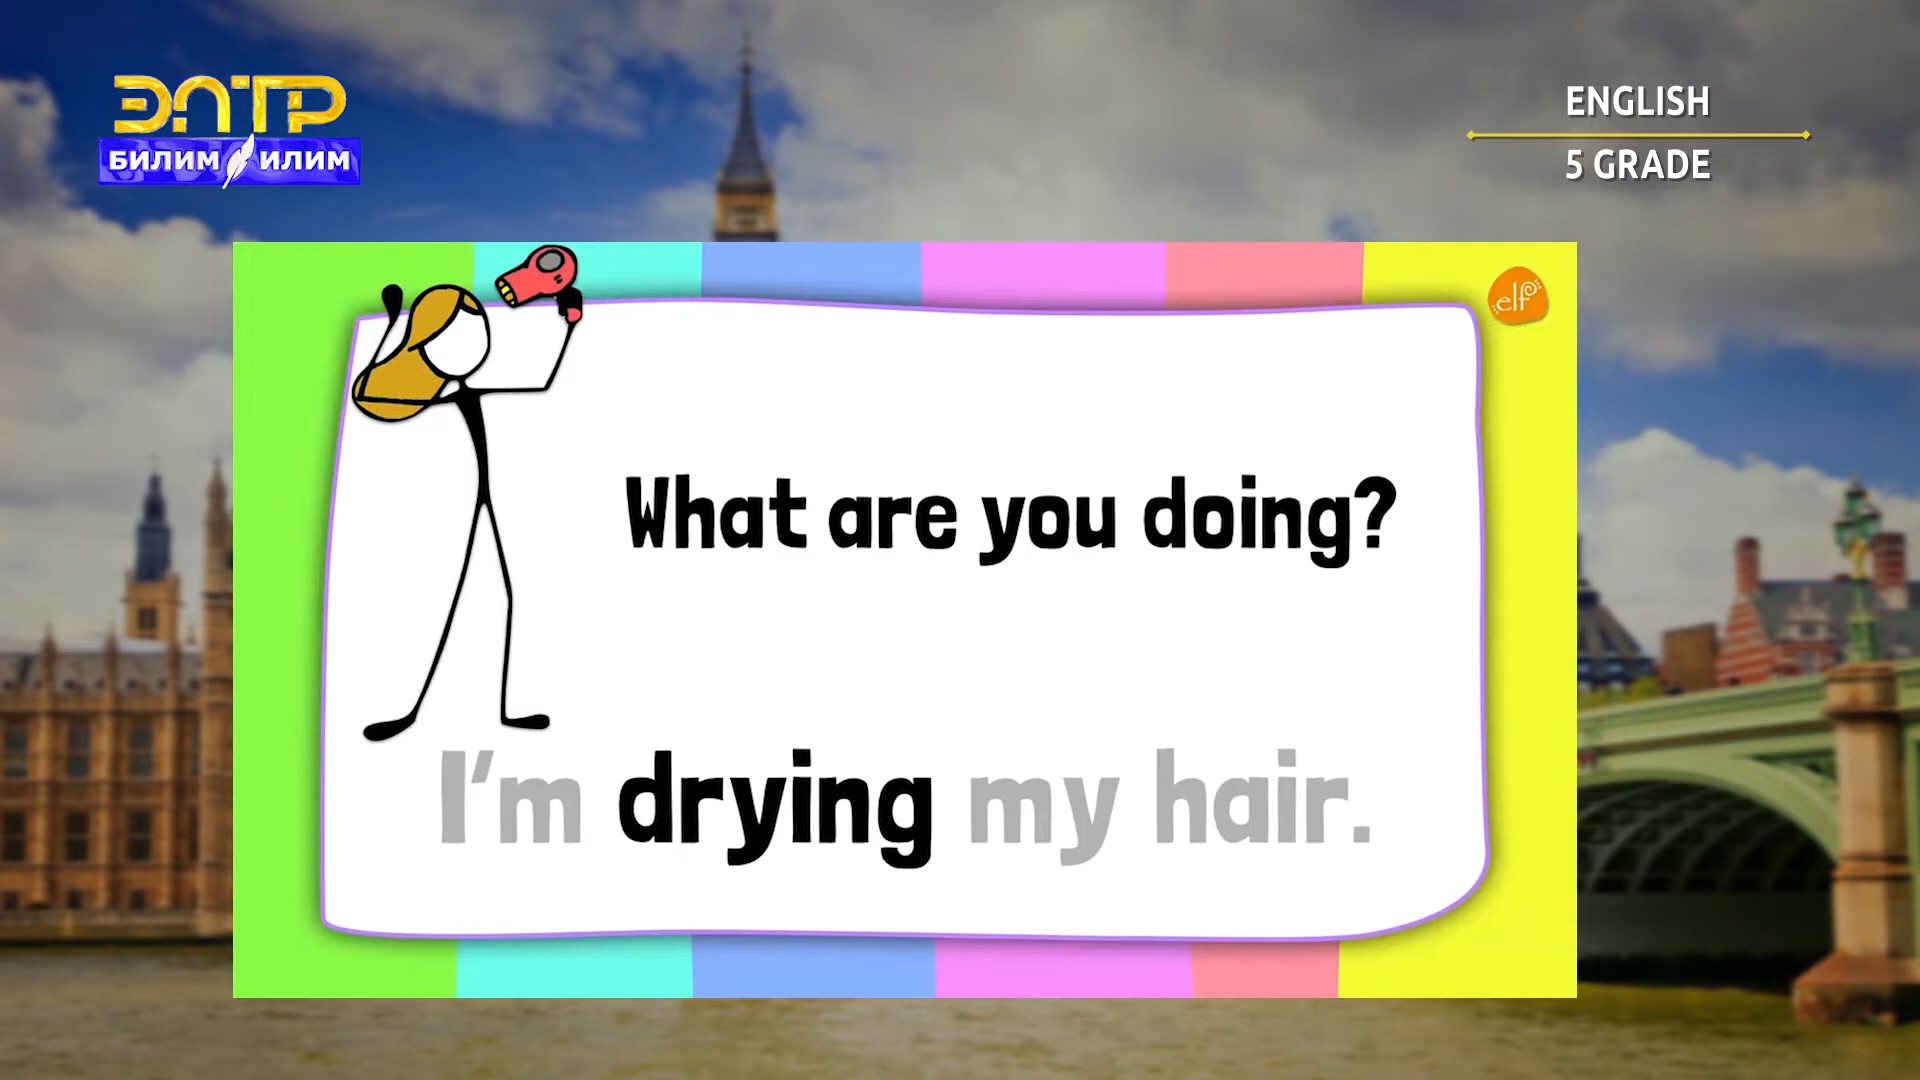 ЭЛТР
БИЛИМ ИЛИМ
ENGLISH
5 GRADE
elf
What are you doing?
I'm drying my hair.